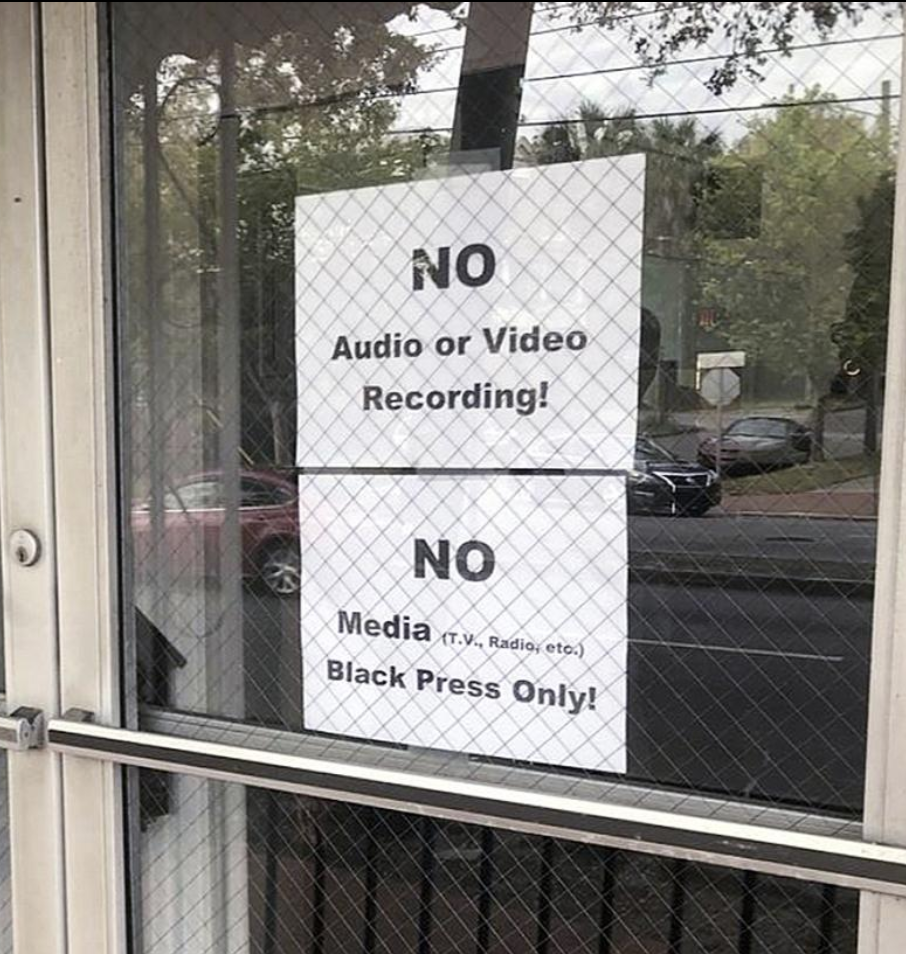 NO
Audio or Video
Recording!
NO
Media (T.V., Radio, etc.)
Black Press Only!